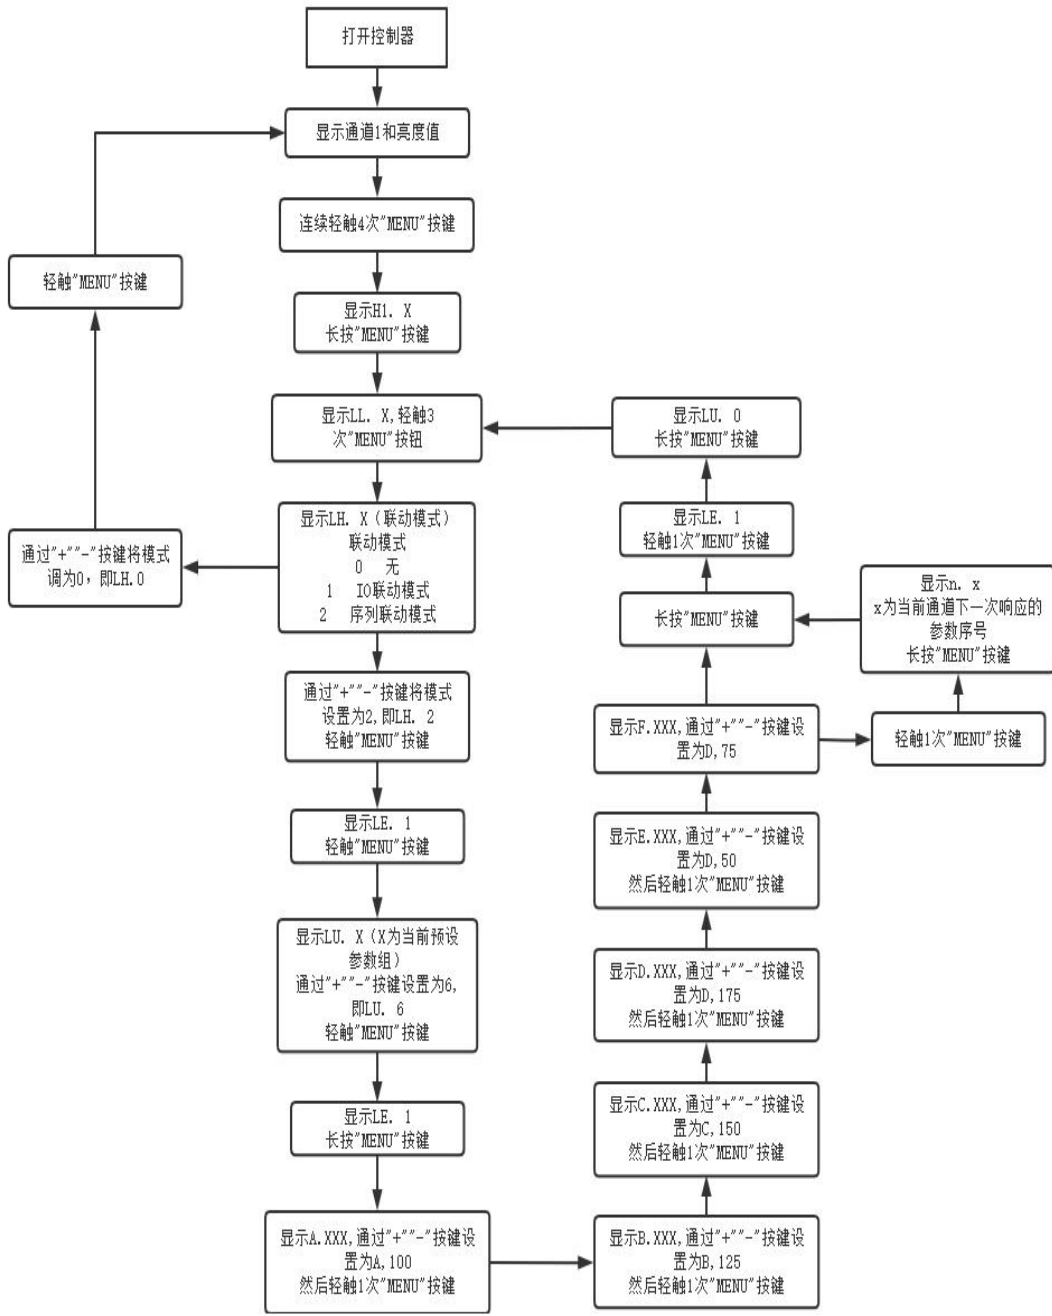 打开控制器
显示通道1和亮度值
连续轻触4次"MENU"按键
轻触"MENU"按键
显示H1. X
长按"MENU"按键
显示LL. X,轻触3
次"MENU"按钮
显示LH. X（联动模式）
联动模式
0 无
1 IO联动模式
2 序列联动模式
通过"+""-"按键将模式
调为0，即LH.0
通过"+""-"按键将模式
设置为2,即LH. 2
轻触"MENU"按键
显示LE. 1
轻触"MENU"按键
显示LU. X（X为当前预设
参数组）
通过"+""-"按键设置为6,
即LU. 6
轻触"MENU"按键
显示LE. 1
长按"MENU"按键
显示A.XXX,通过"+""-"按键设
置为A,100
然后轻触1次"MENU"按键
显示B.XXX,通过"+""-"按键设
置为B,125
然后轻触1次"MENU"按键
显示C.XXX,通过"+""-"按键设
置为C,150
然后轻触1次"MENU"按键
显示D.XXX,通过"+""-"按键设
置为D,175
然后轻触1次"MENU"按键
显示E.XXX,通过"+""-"按键设
置为D,50
然后轻触1次"MENU"按键
显示F.XXX,通过"+""-"按键设
置为D,75
轻触1次"MENU"按键
显示n. x
x为当前通道下一次响应的
参数序号
长按"MENU"按键
长按"MENU"按键
显示LE. 1
轻触1次"MENU"按键
显示LU. 0
长按"MENU"按键